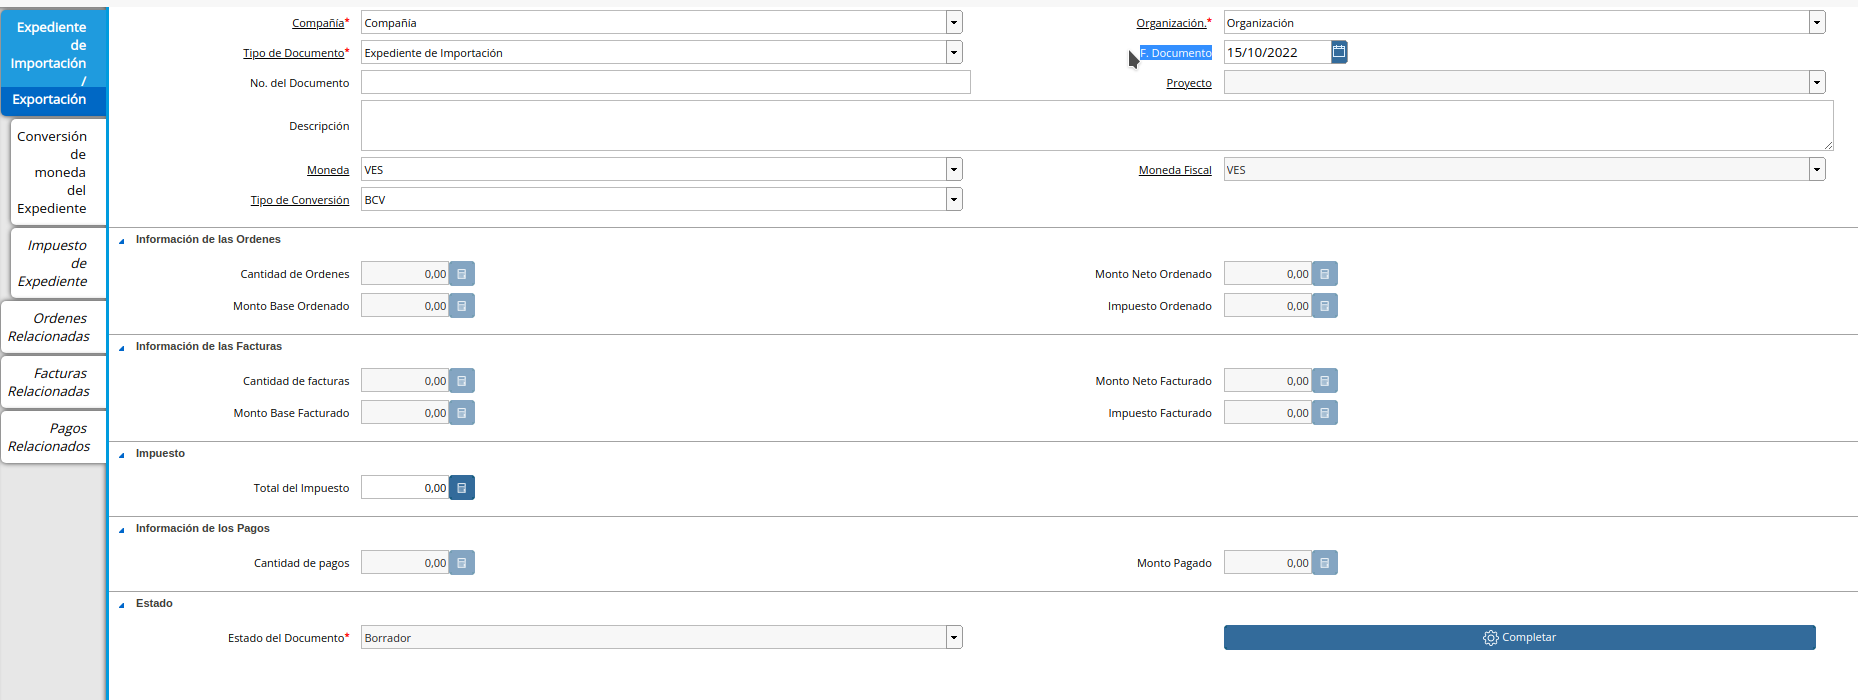 Expediente
de
Importación
/
Exportación
Conversión
de
moneda
del
Expediente
Impuesto
de
Expediente
Ordenes
Relacionadas
Facturas
Relacionadas
Pagos
Relacionados
Compañía* Compañía Organización.* Organización
Tipo de Documento* Expediente de Importación F. Documento 15/10/2022
No. del Documento Proyecto
Descripción
Moneda VES Moneda Fiscal VES
Tipo de Conversión BCV
Información de las Ordenes
Cantidad de Ordenes 0,00 Monto Neto Ordenado 0,00
Monto Base Ordenado 0,00 Impuesto Ordenado 0,00
Información de las Facturas
Cantidad de facturas 0,00 Monto Neto Facturado 0,00
Monto Base Facturado 0,00 Impuesto Facturado 0,00
Impuesto
Total del Impuesto 0,00
Información de los Pagos
Cantidad de pagos 0,00 Monto Pagado 0,00
Estado
Estado del Documento* Borrador Completar